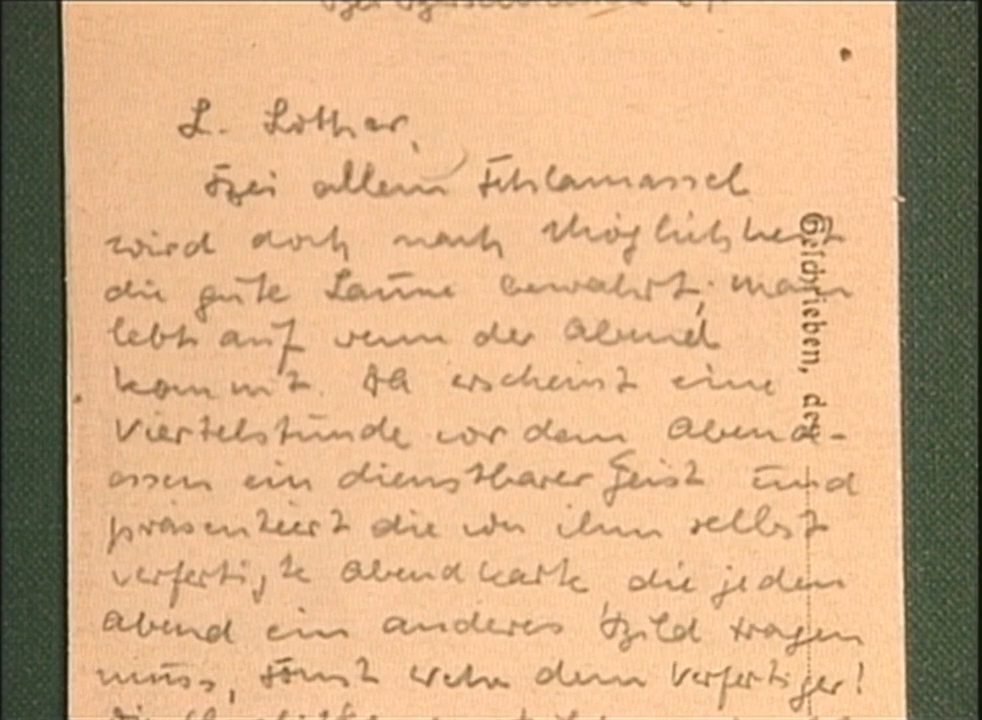 L. Lothar,
Bei allem Schlamassel
wird doch nach Möglichkeit
die gute Laune bewahrt; man
lebt auf wenn der Abend
kommt. Da erscheint eine
Viertelstunde vor dem Abend-
essen ein dienstbarer Geist und
präsentiert die von ihm selbst
verfertigte Abendkarte die jeden
Abend ein anderes Bild tragen
muss, sonst wehe dem Verfertiger!
Geschrieben, den